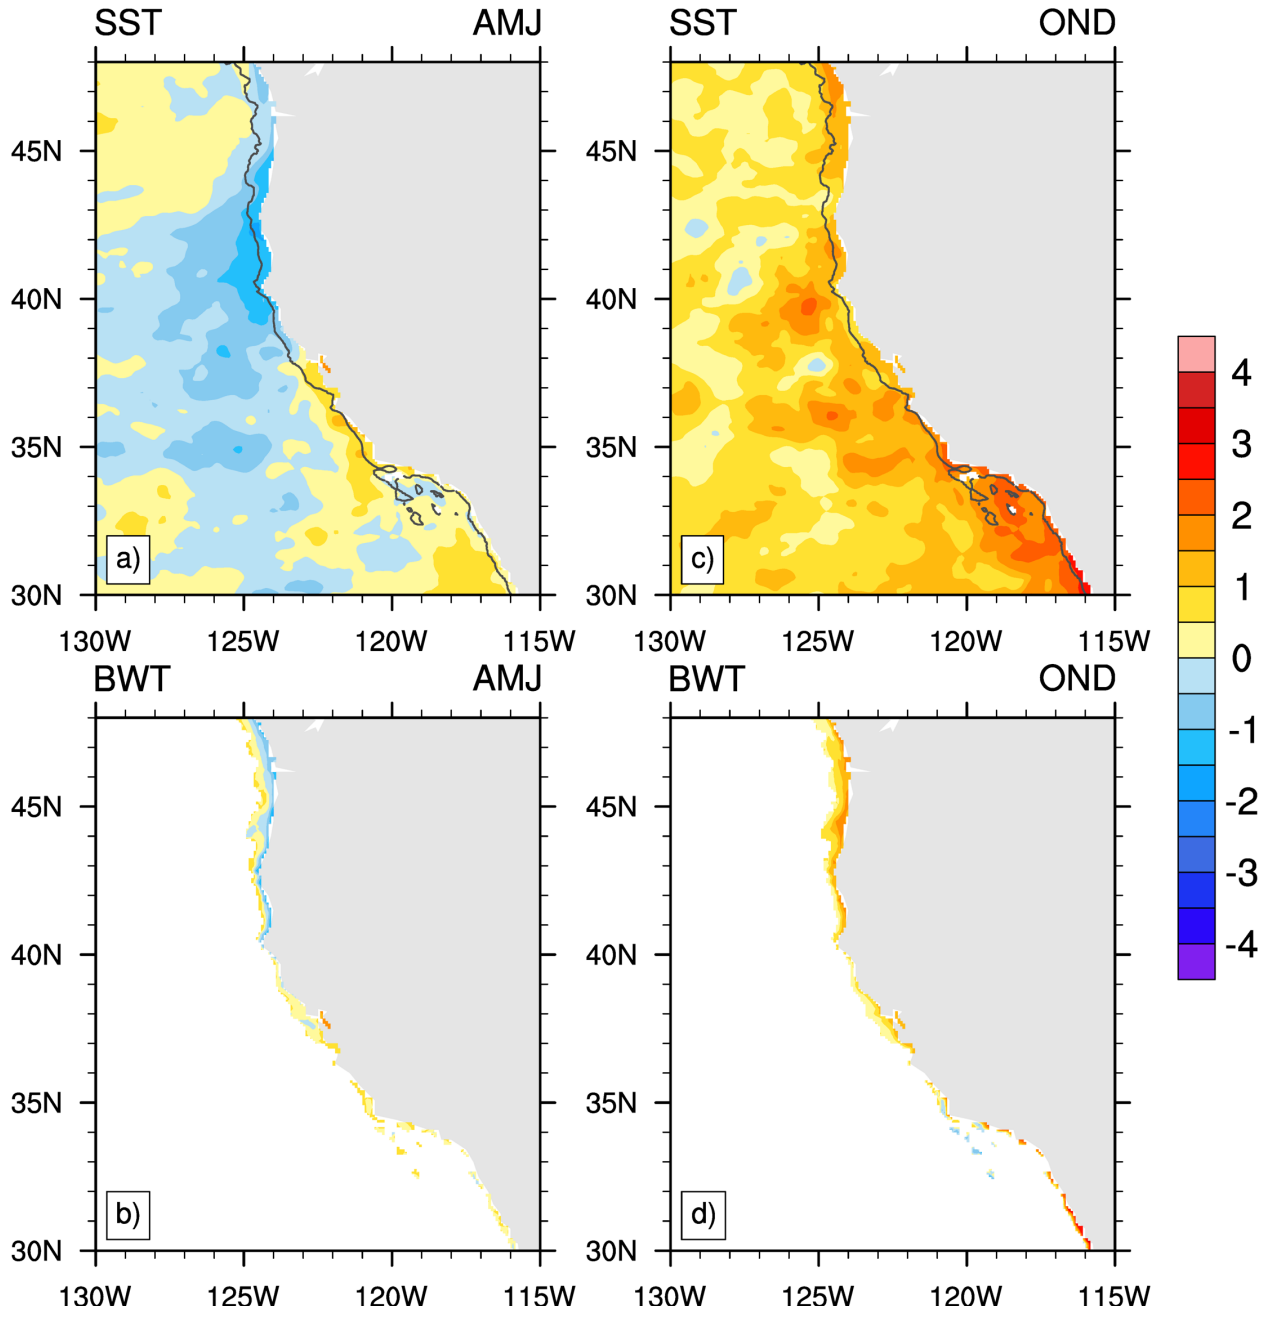 SST AMJ
SST OND
45N
40N
35N
30N
a)
130W 125W 120W 115W
45N
40N
35N
30N
c)
130W 125W 120W 115W
BWT AMJ
BWT OND
45N
40N
35N
30N
b)
130W 125W 120W 115W
45N
40N
35N
30N
d)
130W 125W 120W 115W
4
3
2
1
0
-1
-2
-3
-4